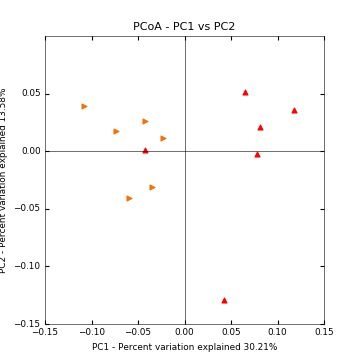 PCoA - PC1 vs PC2
PC2 - Percent variation explained 13.58%
0.05
0.00
−0.05
−0.10
−0.15
−0.15 −0.10 −0.05 0.00 0.05 0.10 0.15
PC1 - Percent variation explained 30.21%